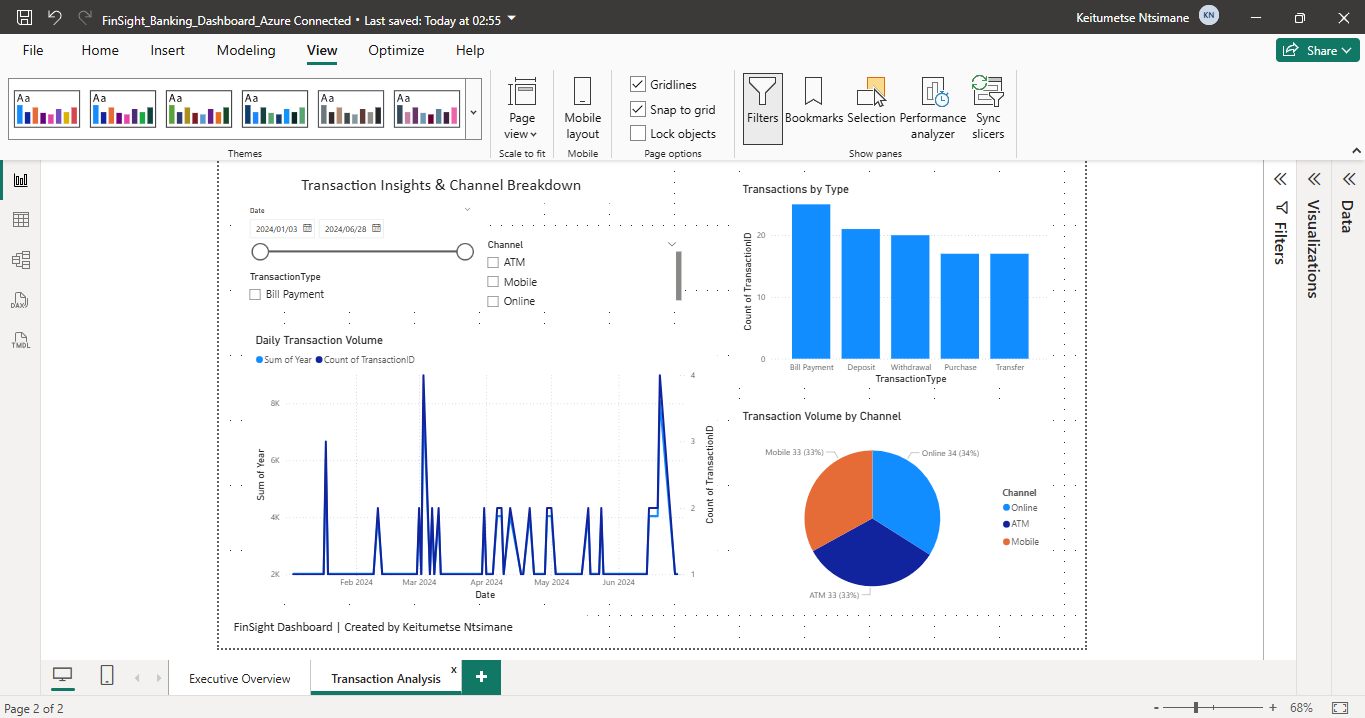 FinSight_Banking_Dashboard_Azure Connected • Last saved: Today at 02:55
Keitumetse Ntsimane KN
File Home Insert Modeling View Optimize Help
Share
Aa Aa Aa Aa Aa Aa
Themes
Page view
Scale to fit
Mobile layout
Mobile
Gridlines
Snap to grid
Lock objects
Page options
Filters
Bookmarks
Selection
Performance analyzer
Sync slicers
Show panes
DAX
TMDL
Transaction Insights & Channel Breakdown
Date
2024/01/03 2024/06/28
TransactionType
Bill Payment
Channel
ATM
Mobile
Online
Daily Transaction Volume
Sum of Year Count of TransactionID
8K
6K
4K
2K
Sum of Year
4
3
2
1
Count of TransactionID
Feb 2024 Mar 2024 Apr 2024 May 2024 Jun 2024
Date
FinSight Dashboard | Created by Keitumetse Ntsimane
Transactions by Type
20
10
0
Count of TransactionID
Bill Payment Deposit Withdrawal Purchase Transfer
TransactionType
Transaction Volume by Channel
Mobile 33 (33%)
Online 34 (34%)
ATM 33 (33%)
Channel
Online
ATM
Mobile
Filters
Visualizations
Data
Executive Overview
Transaction Analysis x
+
Page 2 of 2
- + 68%